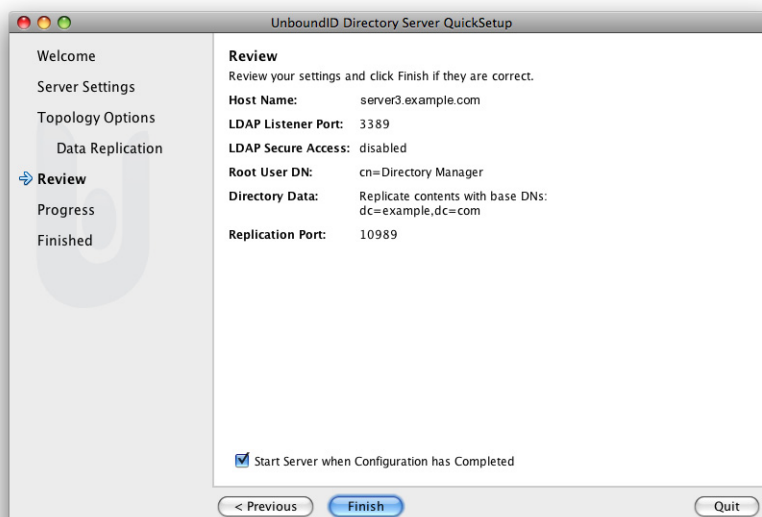 UnboundID Directory Server QuickSetup
Welcome
Server Settings
Topology Options
Data Replication
Review
Progress
Finished
Review
Review your settings and click Finish if they are correct.
Host Name: server3.example.com
LDAP Listener Port: 3389
LDAP Secure Access: disabled
Root User DN: cn=Directory Manager
Directory Data: Replicate contents with base DNs:
dc=example,dc=com
Replication Port: 10989
Start Server when Configuration has Completed
< Previous Finish Quit